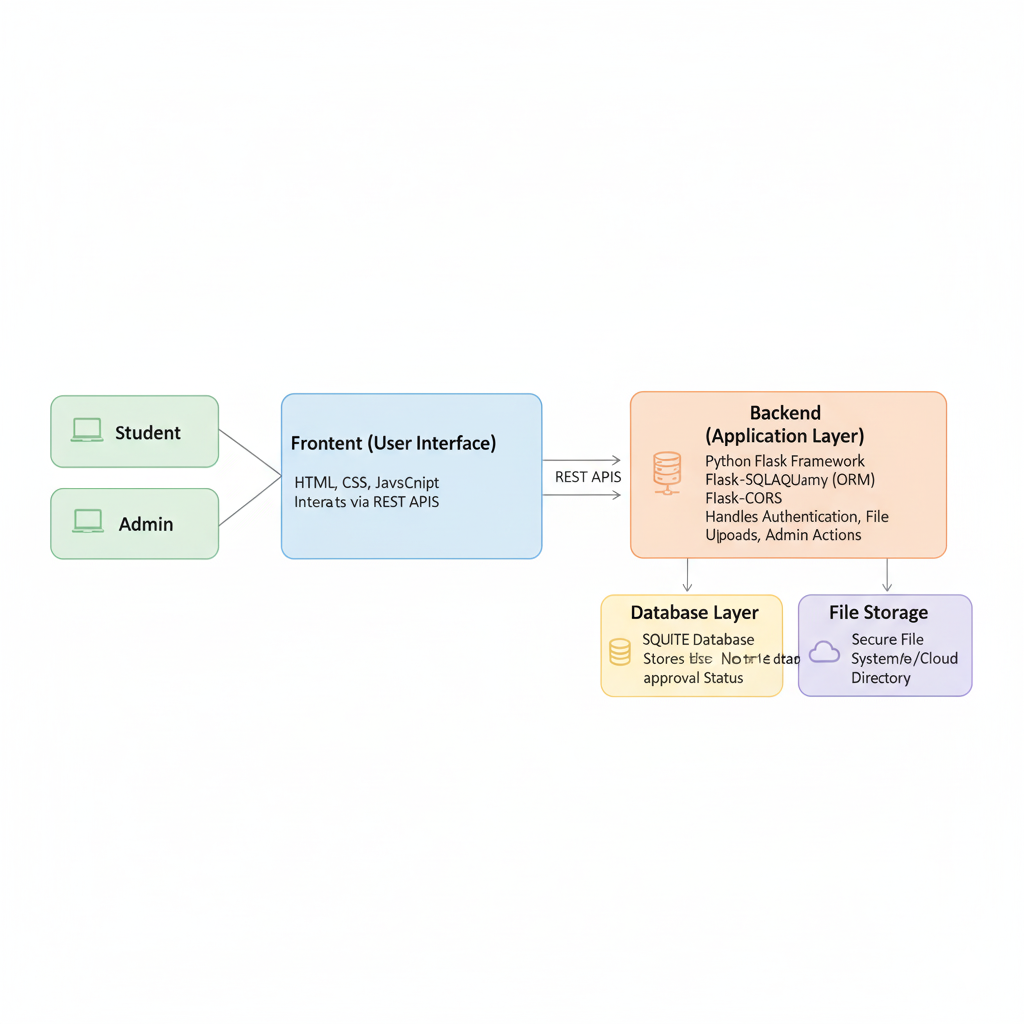 Student
Admin
Frontent (User Interface)
HTML, CSS, JavsCnipt
Interats via REST APIS
REST APIS
Backend
(Application Layer)
Python Flask Framework
Flask-SQLAQUamy (ORM)
Flask-CORS
Handles Authentication, File
Uploads, Admin Actions
Database Layer
SQUITE Database
Stores
approval Status
File Storage
Secure File
System/e/Cloud
Directory